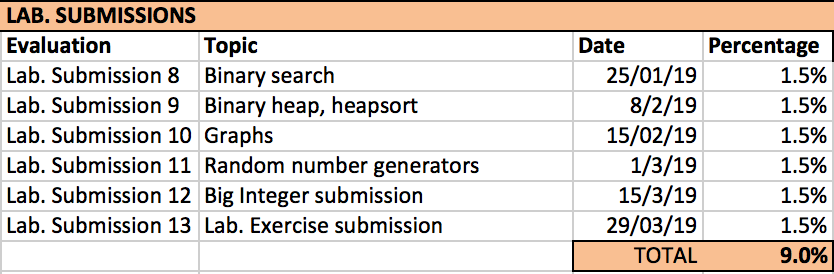 LAB. SUBMISSIONS
Evaluation Topic Date Percentage
Lab. Submission 8 Binary search 25/01/19 1.5%
Lab. Submission 9 Binary heap, heapsort 8/2/19 1.5%
Lab. Submission 10 Graphs 15/02/19 1.5%
Lab. Submission 11 Random number generators 1/3/19 1.5%
Lab. Submission 12 Big Integer submission 15/3/19 1.5%
Lab. Submission 13 Lab. Exercise submission 29/03/19 1.5%
TOTAL 9.0%